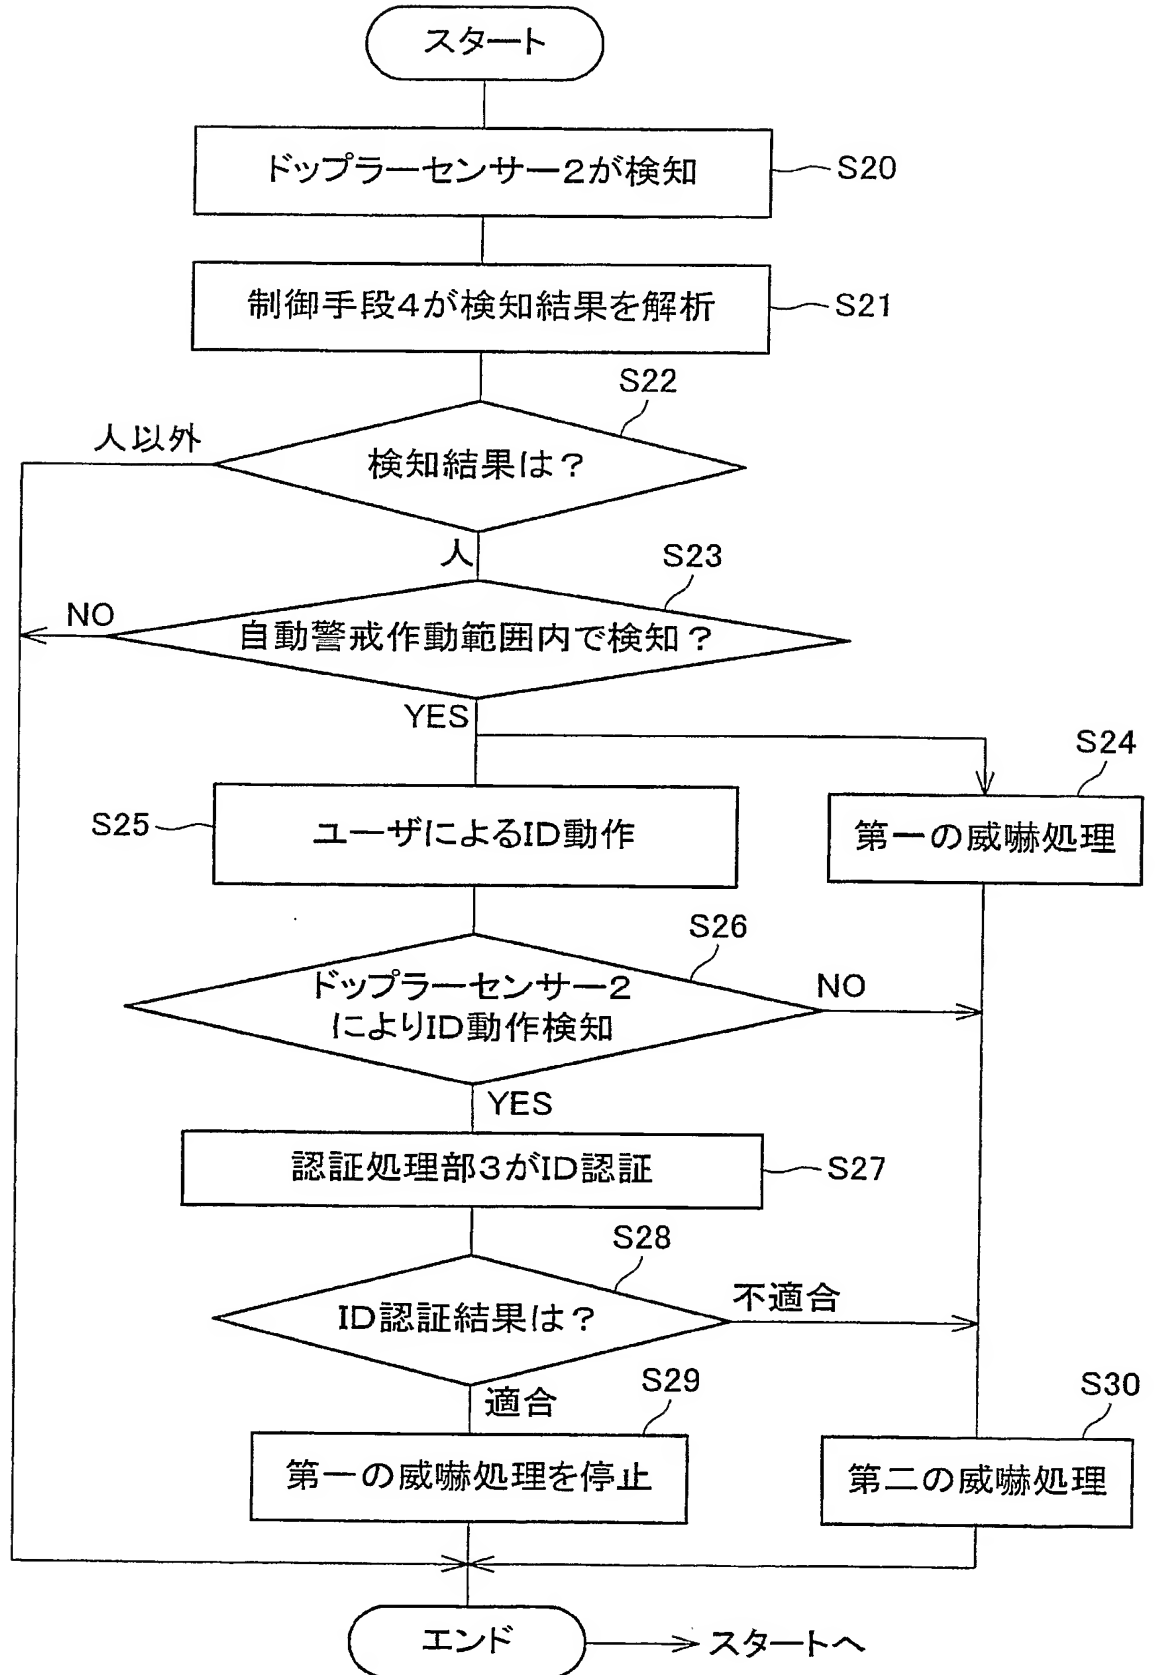 スタート
ドップラーセンサー2が検知
S20
制御手段4が検知結果を解析
S21
S22
人以外
検知結果は？
人
S23
NO
自動警戒作動範囲内で検知？
YES
S24
S25
ユーザによるID動作
第一の威嚇処理
S26
ドップラーセンサー2
によりID動作検知
NO
YES
認証処理部3がID認証
S27
S28
ID認証結果は？
不適合
適合
S29
S30
第一の威嚇処理を停止
第二の威嚇処理
エンド
スタートへ